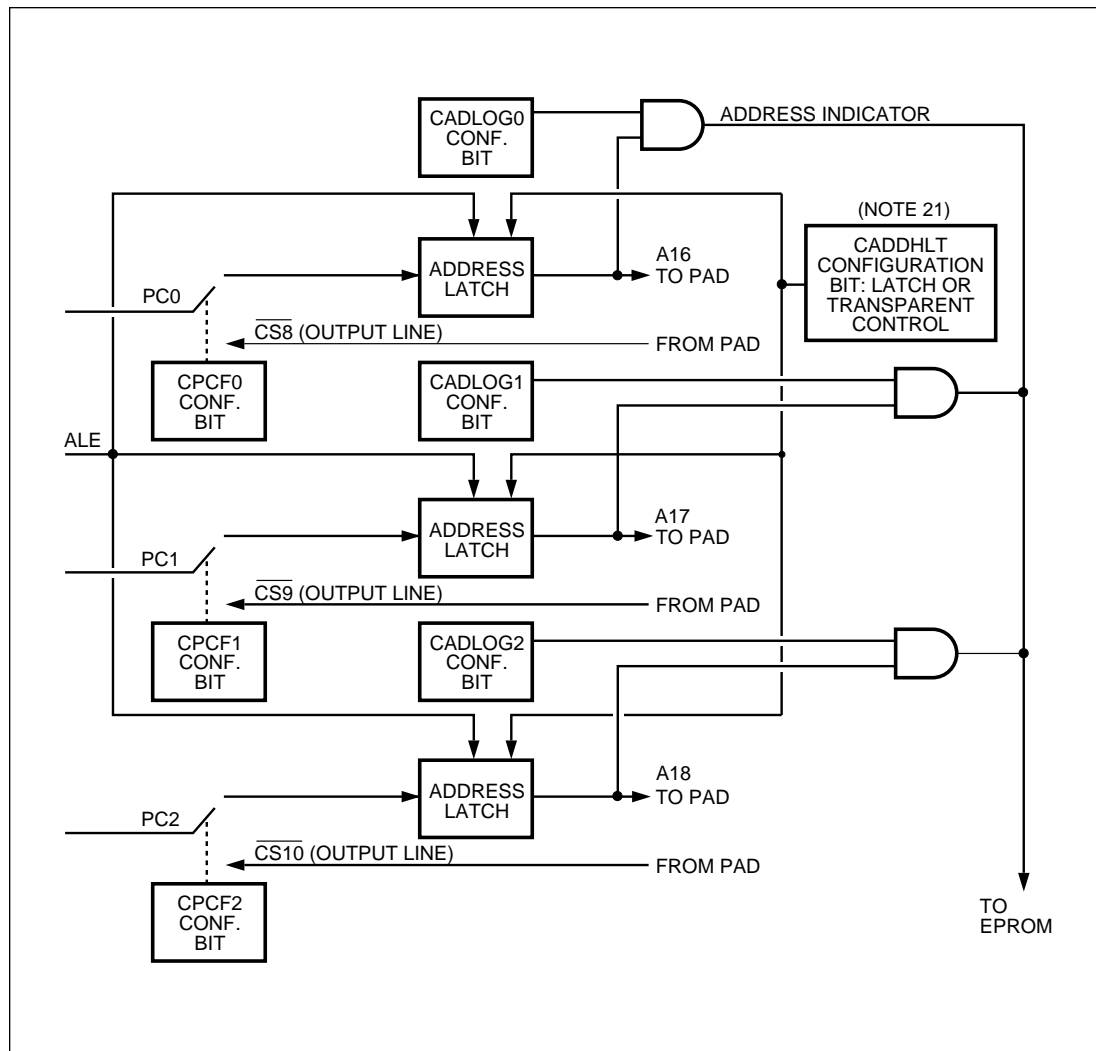 CADLOG0
CONF.
BIT
ADDRESS INDICATOR
(NOTE 21)
CADDHLT
CONFIGURATION
BIT: LATCH OR
TRANSPARENT
CONTROL
PC0
ADDRESS
LATCH
A16
TO PAD
CS8 (OUTPUT LINE)
FROM PAD
CPCF0
CONF.
BIT
CADLOG1
CONF.
BIT
ALE
PC1
ADDRESS
LATCH
A17
TO PAD
CS9 (OUTPUT LINE)
FROM PAD
CPCF1
CONF.
BIT
CADLOG2
CONF.
BIT
PC2
ADDRESS
LATCH
A18
TO PAD
CS10 (OUTPUT LINE)
FROM PAD
CPCF2
CONF.
BIT
TO
EPROM